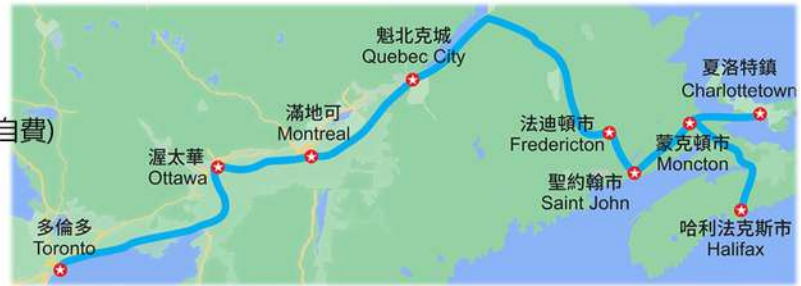 自費)
多倫多
Toronto
渥太華
Ottawa
滿地可
Montreal
魁北克城
Quebec City
法迪頓市
Fredericton
聖約翰市
Saint John
蒙克頓市
Moncton
夏洛特鎮
Charlottetown
哈利法克斯市
Halifax